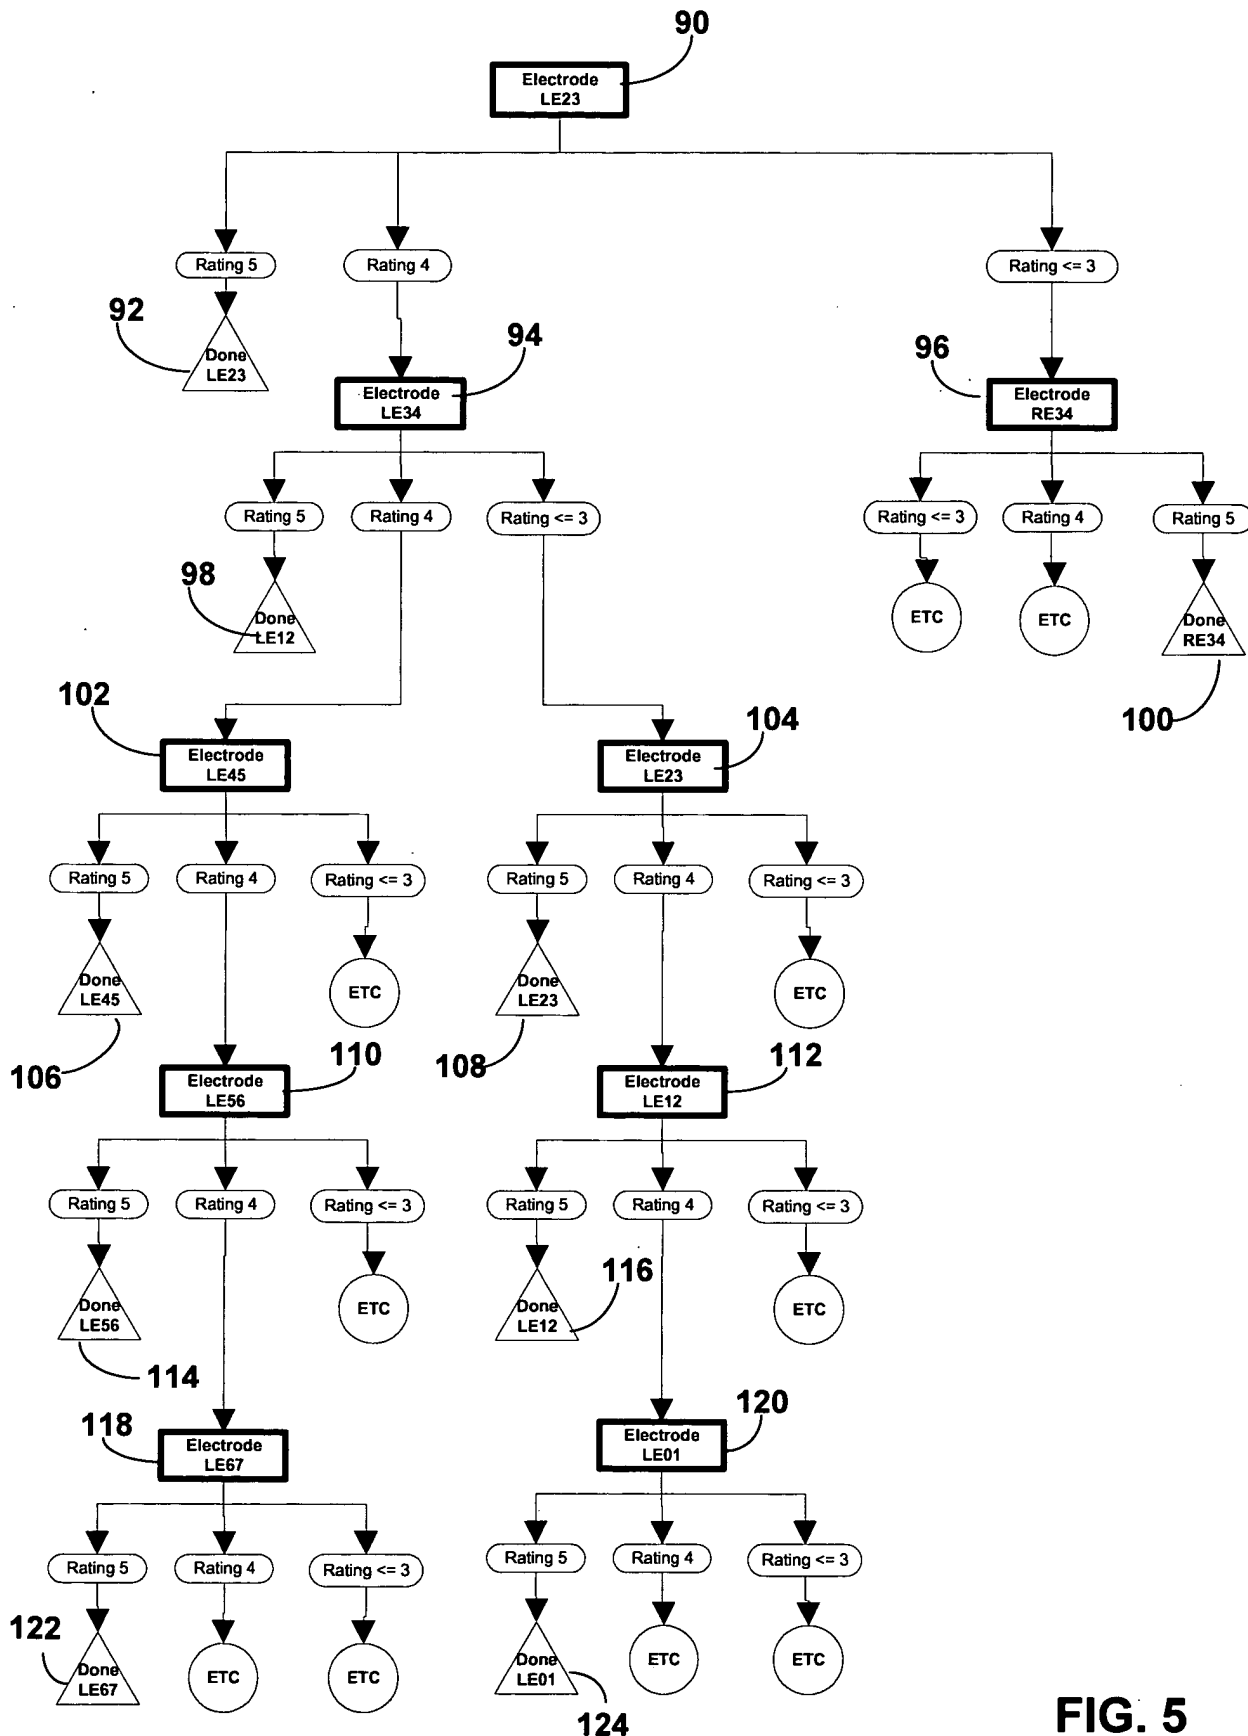 90
Electrode
LE23
Rating 5
Rating 4
Rating <= 3
92
Done
LE23
94
Electrode
LE34
96
Electrode
RE34
Rating 5
Rating 4
Rating <= 3
Rating <= 3
Rating 4
Rating 5
98
Done
LE12
ETC
ETC
Done
RE34
100
102
Electrode
LE45
104
Electrode
LE23
Rating 5
Rating 4
Rating <= 3
Rating 5
Rating 4
Rating <= 3
Done
LE45
ETC
Done
LE23
ETC
106
108
110
Electrode
LE56
112
Electrode
LE12
Rating 5
Rating 4
Rating <= 3
Rating 5
Rating 4
Rating <= 3
Done
LE56
ETC
116
Done
LE12
ETC
114
118
Electrode
LE67
120
Electrode
LE01
Rating 5
Rating 4
Rating <= 3
Rating 5
Rating 4
Rating <= 3
122
Done
LE67
ETC
ETC
Done
LE01
ETC
ETC
124
FIG. 5